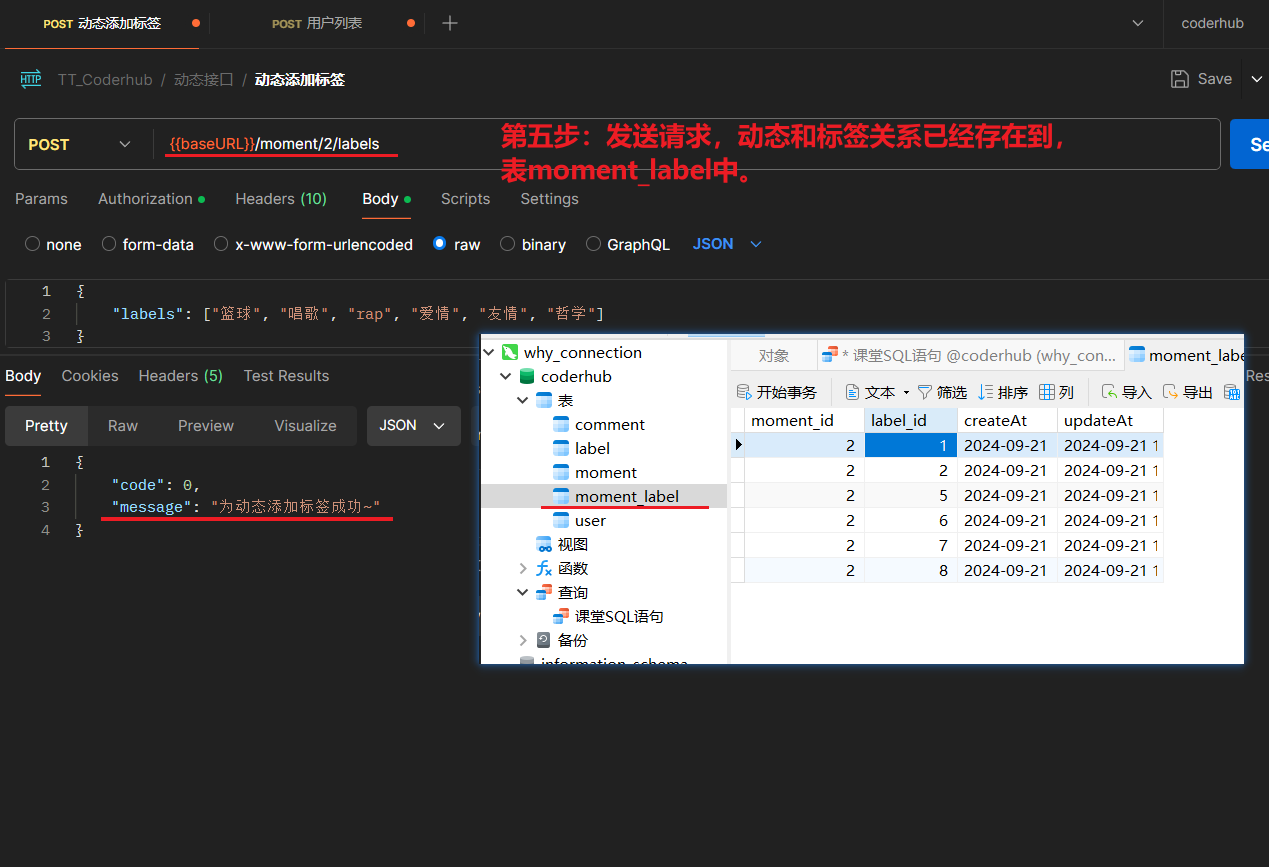 POST 动态添加标签
POST 用户列表
coderhub
HTTP TT_Coderhub / 动态接口 / 动态添加标签
Save
POST {{baseURL}}/moment/2/labels
第五步：发送请求，动态和标签关系已经存在到，
表moment_label中。
Params Authorization Headers (10) Body Scripts Settings
none form-data x-www-form-urlencoded raw binary GraphQL JSON
1 {
2 "labels": ["篮球", "唱歌", "rap", "爱情", "友情", "哲学"]
3 }
Body Cookies Headers (5) Test Results
Pretty Raw Preview Visualize JSON
1 {
2 "code": 0,
3 "message": "为动态添加标签成功~"
4 }
why_connection
coderhub
表
comment
label
moment
moment_label
user
视图
函数
查询
课堂SQL语句
备份
information_schema
对象 * 课堂SQL语句 @coderhub (why_con... moment_labe
开始事务 文本 筛选 排序 列 导入 导出
moment_id label_id createAt updateAt
2 1 2024-09-21 2024-09-21 1
2 2 2024-09-21 2024-09-21 1
2 5 2024-09-21 2024-09-21 1
2 6 2024-09-21 2024-09-21 1
2 7 2024-09-21 2024-09-21 1
2 8 2024-09-21 2024-09-21 1